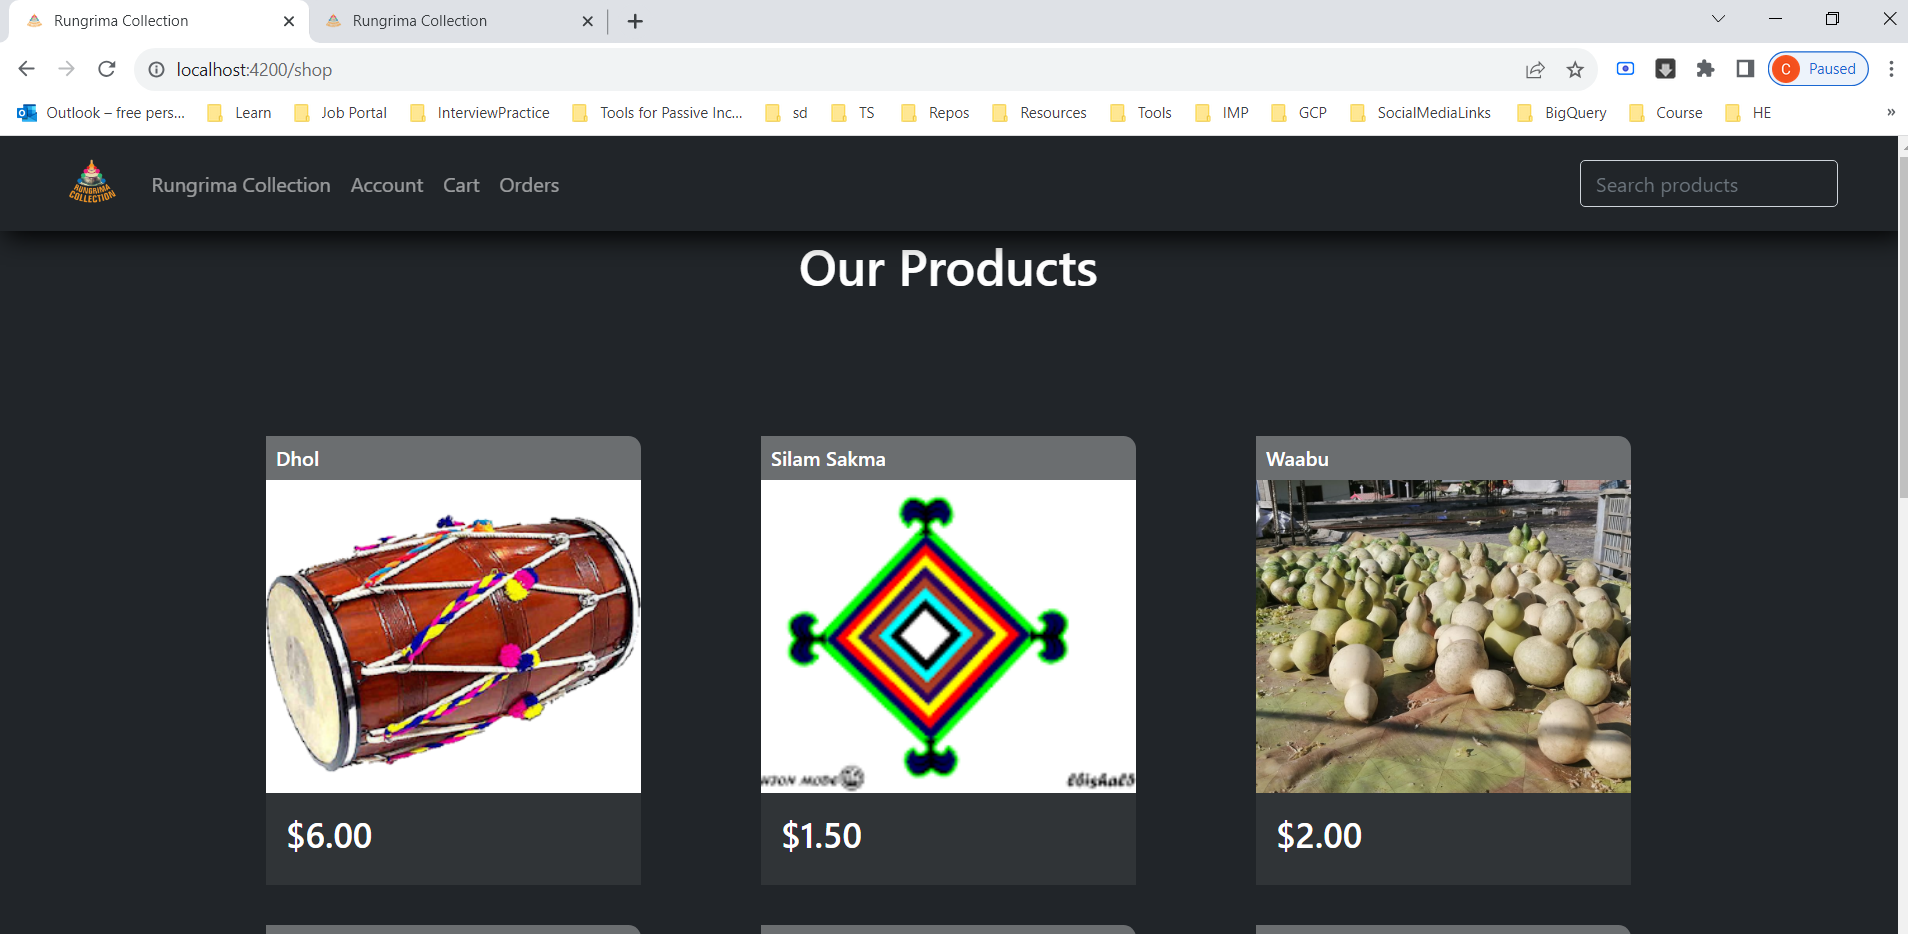 Rungrima Collection
Rungrima Collection
localhost:4200/shop
Paused
C
Outlook – free pers...
Learn
Job Portal
InterviewPractice
Tools for Passive Inc...
sd
TS
Repos
Resources
Tools
IMP
GCP
SocialMediaLinks
BigQuery
Course
HE
»
RUNGRIMA
COLLECTION
Rungrima Collection
Account
Cart
Orders
Search products
Our Products
Dhol
Silam Sakma
Waabu
NTON MODE
$6.00
$1.50
$2.00